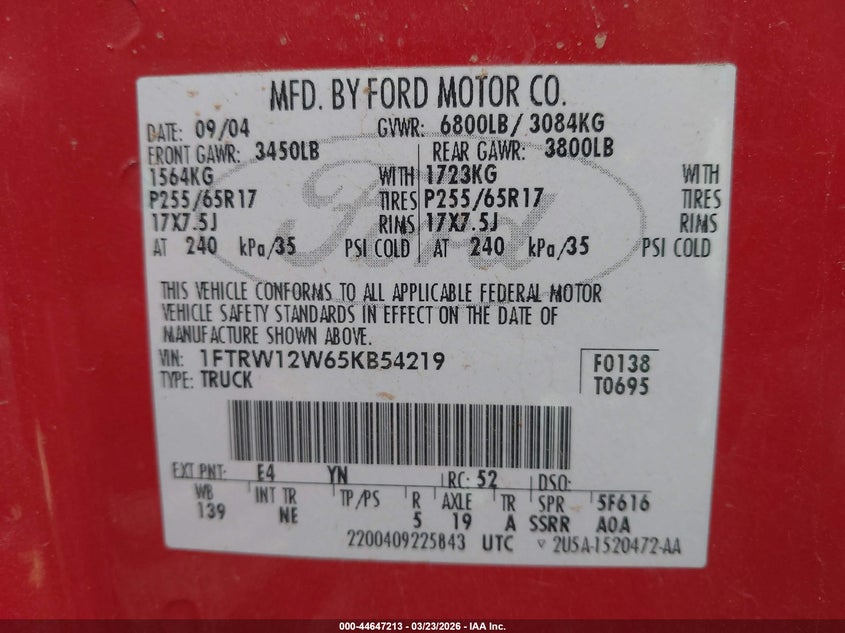 MFD. BY FORD MOTOR CO.
DATE: 09/04 GVWR: 6800LB/ 3084KG
FRONT GAWR: 3450LB REAR GAWR: 3800LB
1564KG WITH 1723KG WITH
P255/65R17 TIRES P255/65R17 TIRES
17X7.5J RIMS 17X7.5J RIMS
AT 240 kPa/35 PSI COLD AT 240 kPa/35 PSI COLD
Ford
THIS VEHICLE CONFORMS TO ALL APPLICABLE FEDERAL MOTOR
VEHICLE SAFETY STANDARDS IN EFFECT ON THE DATE OF
MANUFACTURE SHOWN ABOVE.
VIN: 1FTRW12W65KB54219 F0138
TYPE: TRUCK T0695
EXT PNT: E4 YN RC: 52 DSO:
WB INT TR TP/PS R AXLE TR SPR 5F616
139 NE 5 19 A SSRR A0A
2200409225843 UTC ▽ 2U5A-1520472-AA
000-44647213 - 03/23/2026 - IAA Inc.